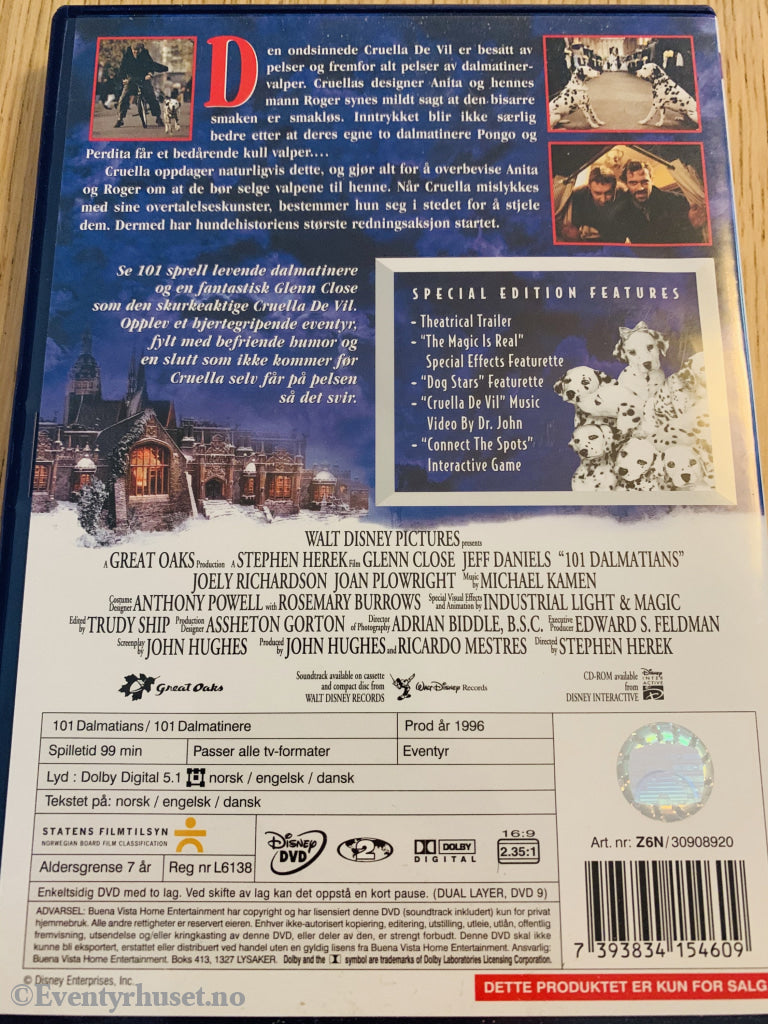 Den ondsinnede Cruella De Vil er besatt av
pelser og fremfor alt pelser av dalmatiner-
valper. Cruellas designer Anita og hennes
mann Roger synes mildt sagt at den bisarre
smaken er smakløs. Inntrykket blir ikke særlig
bedre etter at deres egne to dalmatinere Pongo og
Perdita får et bedårende kull valper....
Cruella oppdager naturligvis dette, og gjør alt for å overbevise Anita
og Roger om at de bør selge valpene til henne. Når Cruella mislykkes
med sine overtalelseskunster, bestemmer hun seg i stedet for å stjele
dem. Dermed har hundehistoriens største redningsaksjon startet.
Se 101 sprell levende dalmatinere
og en fantastisk Glenn Close
som den skurkeaktige Cruella De Vil.
Opplev et hjertegripende eventyr,
fylt med befriende humor og
en slutt som ikke kommer før
Cruella selv får på pelsen
så det svir.
SPECIAL EDITION FEATURES
- Theatrical Trailer
- "The Magic Is Real"
Special Effects Featurette
- "Dog Stars" Featurette
- "Cruella De Vil" Music
Video By Dr. John
- "Connect The Spots"
Interactive Game
WALT DISNEY PICTURES presents
A GREAT OAKS Production A STEPHEN HEREK Film GLENN CLOSE JEFF DANIELS "101 DALMATIANS"
JOELY RICHARDSON JOAN PLOWRIGHT Music by MICHAEL KAMEN
Costume Designer ANTHONY POWELL with ROSEMARY BURROWS Special Visual Effects and Animation by INDUSTRIAL LIGHT & MAGIC
Edited by TRUDY SHIP Production Designer ASSHETON GORTON Director of Photography ADRIAN BIDDLE, B.S.C. Executive Producer EDWARD S. FELDMAN
Screenplay by JOHN HUGHES Produced by JOHN HUGHES and RICARDO MESTRES Directed by STEPHEN HEREK
Great Oaks
Soundtrack available on cassette
and compact disc from
WALT DISNEY RECORDS
Walt Disney Records
CD-ROM available
from
DISNEY INTERACTIVE
Disney
INTER
ACTIVE
101 Dalmatians / 101 Dalmatinere
Prod år 1996
Spilletid 99 min
Passer alle tv-formater
Eventyr
Lyd : Dolby Digital 5.1 norsk / engelsk / dansk
Tekstet på: norsk / engelsk / dansk
STATENS FILMTILSYN
NORWEGIAN BOARD FILM CLASSIFICATION
Aldersgrense 7 år
Reg nr L6138
Disney
DVD
2
DOLBY
DIGITAL
16:9
2.35:1
Art. nr: Z6N/30908920
Enkeltsidig DVD med to lag. Ved skifte av lag kan det oppstå en kort pause. (DUAL LAYER, DVD 9)
ADVARSEL: Buena Vista Home Entertainment har copyright og har lisensiert denne DVD (soundtrack inkludert) kun for privat
hjemmebruk. Alle andre rettigheter er reservert eieren. Enhver ikke-autorisert kopiering, editering, utstilling, utleie, utlån, offentlig
fremvisning, utsendelse og/eller kringkasting av denne DVD, eller deler av den, er strengt forbudt. Denne DVD skal ikke
kunne bli eksportert, erstattet eller distribuert ved handel uten en gyldig lisens fra Buena Vista Home Entertainment. Ansvarlig:
Buena Vista Home Entertainment. Boks 413, 1327 LYSAKER. Dolby and the symbol are trademarks of Dolby Laboratories Licensing Corporation.
7 393834 154609
© Disney Enterprises, Inc.
DETTE PRODUKTET ER KUN FOR SALG
©Eventyrhuset.no